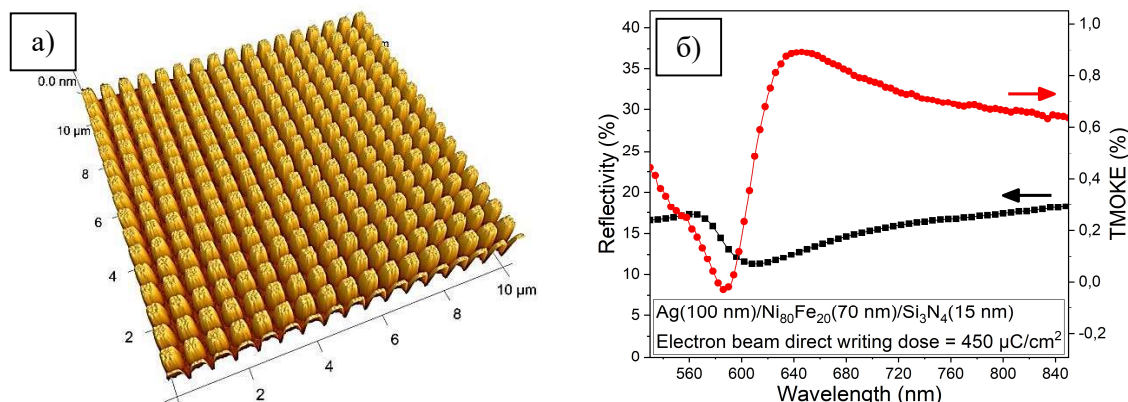 а)
0.0 nm
10 µm
8
6
4
2
2
4
6
8
10 µm
б)
Reflectivity (%)
40
35
30
25
20
15
10
5
0
TMOKE (%)
1,0
0,8
0,6
0,4
0,2
0,0
-0,2
Ag(100 nm)/Ni₈₀Fe₂₀(70 nm)/Si₃N₄(15 nm)
Electron beam direct writing dose = 450 µC/cm²
560 600 640 680 720 760 800 840
Wavelength (nm)